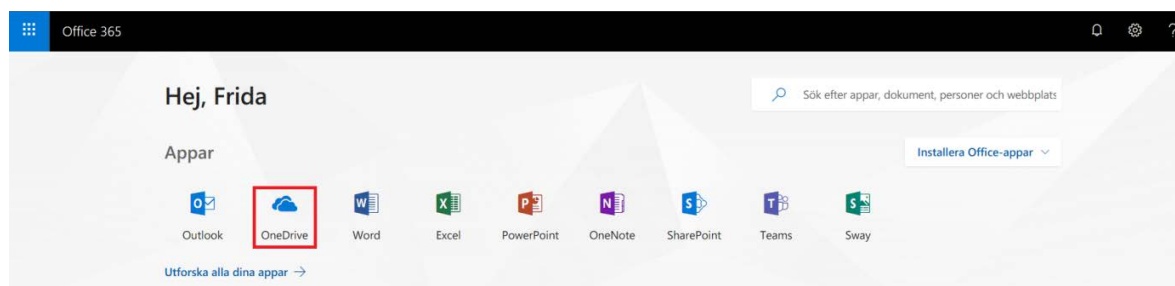 Office 365 ?
Hej, Frida
Sök efter appar, dokument, personer och webbplats
Appar
Installera Office-appar
Outlook OneDrive Word Excel PowerPoint OneNote SharePoint Teams Sway
Utforska alla dina appar →